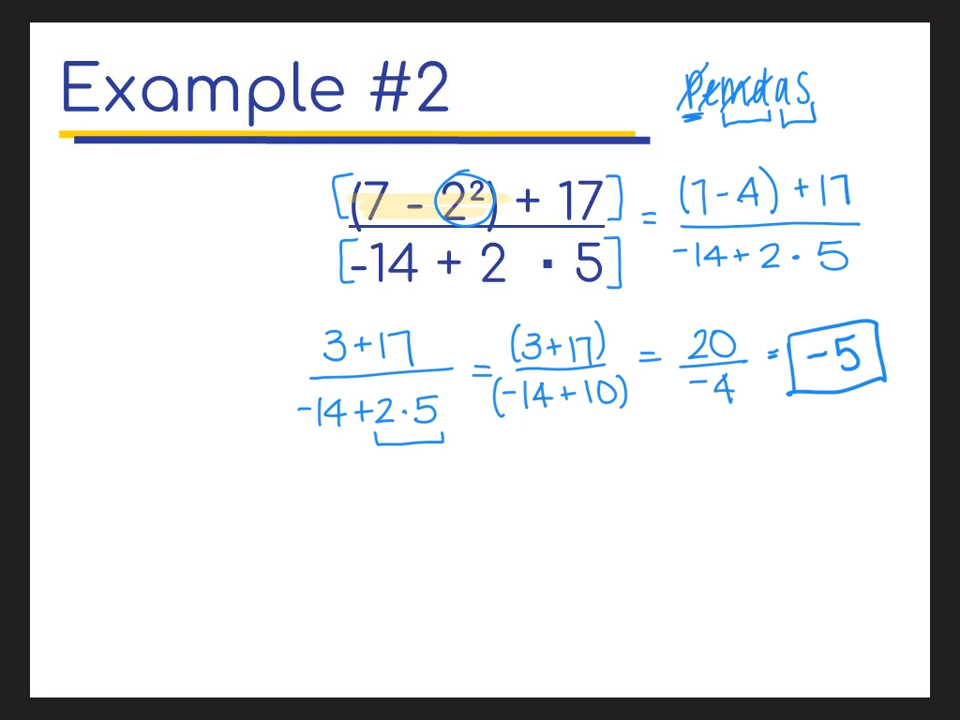 Example #2
pemdas
[(7 - 2²) + 17] = (7-4) +17
[-14 + 2 · 5] -14+2·5
3+17 = (3+17) = 20 = -5
-14+2·5 (-14+10) -4